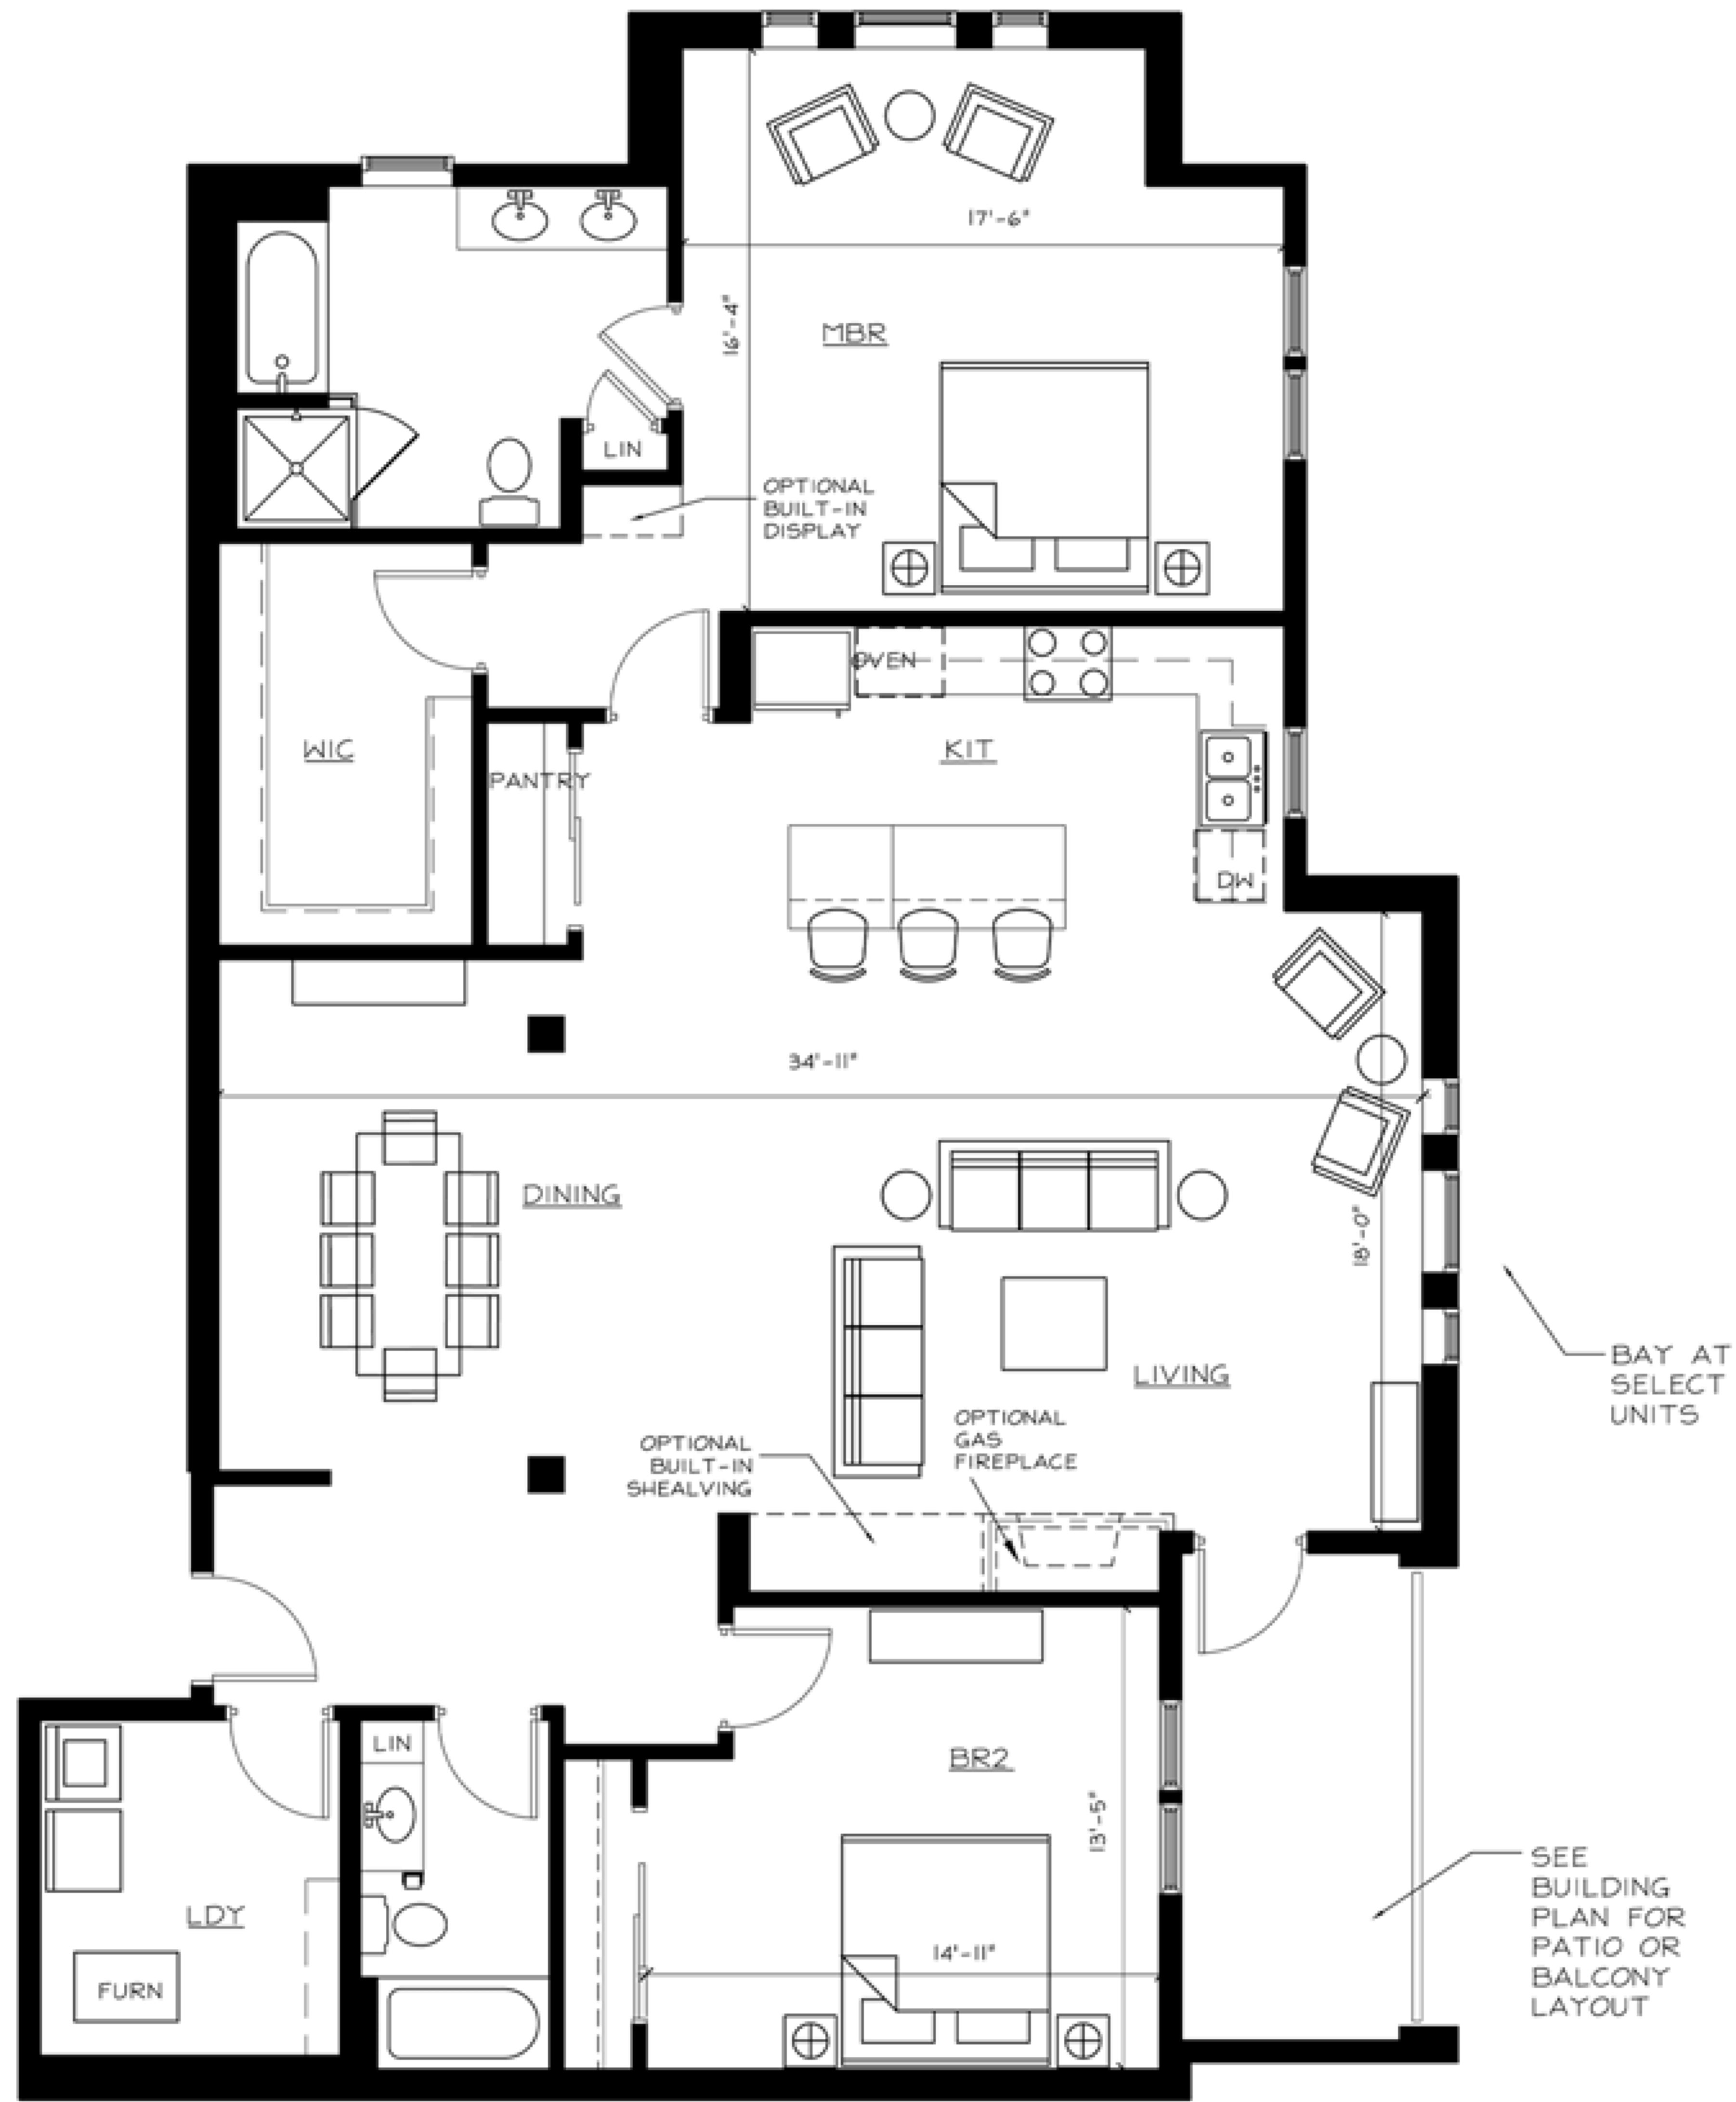 17'-6"
16'-4"
MBR
LIN
OPTIONAL
BUILT-IN
DISPLAY
OVEN
WIC
KIT
PANTRY
DW
34'-11"
DINING
18'-0"
LIVING
BAY AT
SELECT
UNITS
OPTIONAL
GAS
FIREPLACE
OPTIONAL
BUILT-IN
SHEALVING
LIN
BR2
13'-5"
LDY
14'-11"
FURN
SEE
BUILDING
PLAN FOR
PATIO OR
BALCONY
LAYOUT